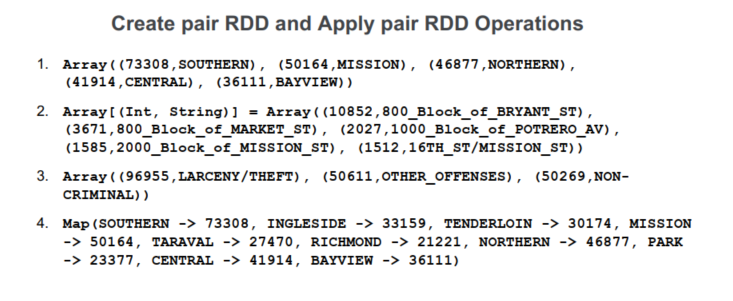 Create pair RDD and Apply pair RDD Operations
1. Array((73308,SOUTHERN), (50164,MISSION), (46877,NORTHERN),
(41914,CENTRAL), (36111,BAYVIEW))
2. Array[(Int, String)] = Array((10852,800_Block_of_BRYANT_ST),
(3671,800_Block_of_MARKET_ST), (2027,1000_Block_of_POTRERO_AV),
(1585,2000_Block_of_MISSION_ST), (1512,16TH_ST/MISSION_ST))
3. Array((96955,LARCENY/THEFT), (50611,OTHER_OFFENSES), (50269,NON-
CRIMINAL))
4. Map(SOUTHERN -> 73308, INGLESIDE -> 33159, TENDERLOIN -> 30174, MISSION
-> 50164, TARAVAL -> 27470, RICHMOND -> 21221, NORTHERN -> 46877, PARK
-> 23377, CENTRAL -> 41914, BAYVIEW -> 36111)